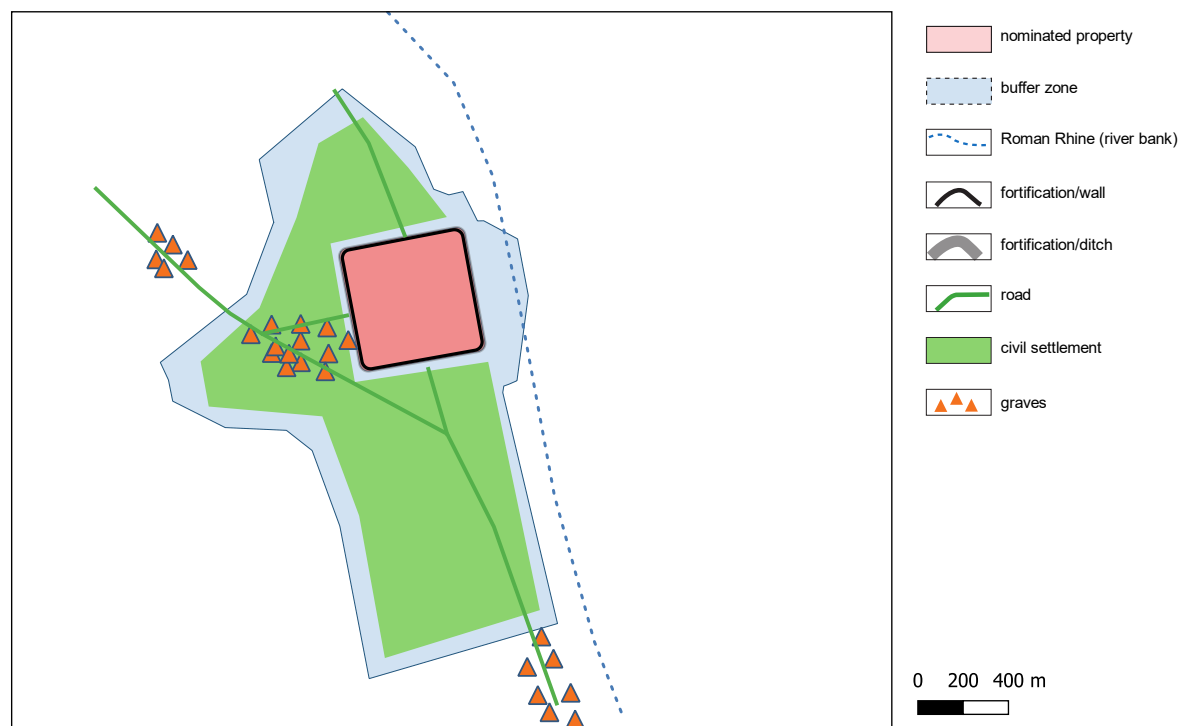 nominated property
buffer zone
Roman Rhine (river bank)
fortification/wall
fortification/ditch
road
civil settlement
graves
0 200 400 m